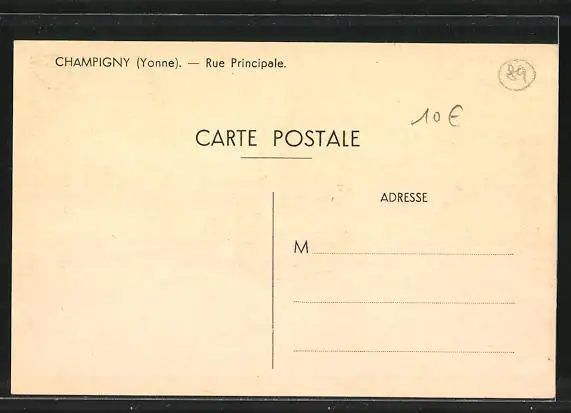 CHAMPIGNY (Yonne). — Rue Principale.
89
10 €
CARTE POSTALE
ADRESSE
M